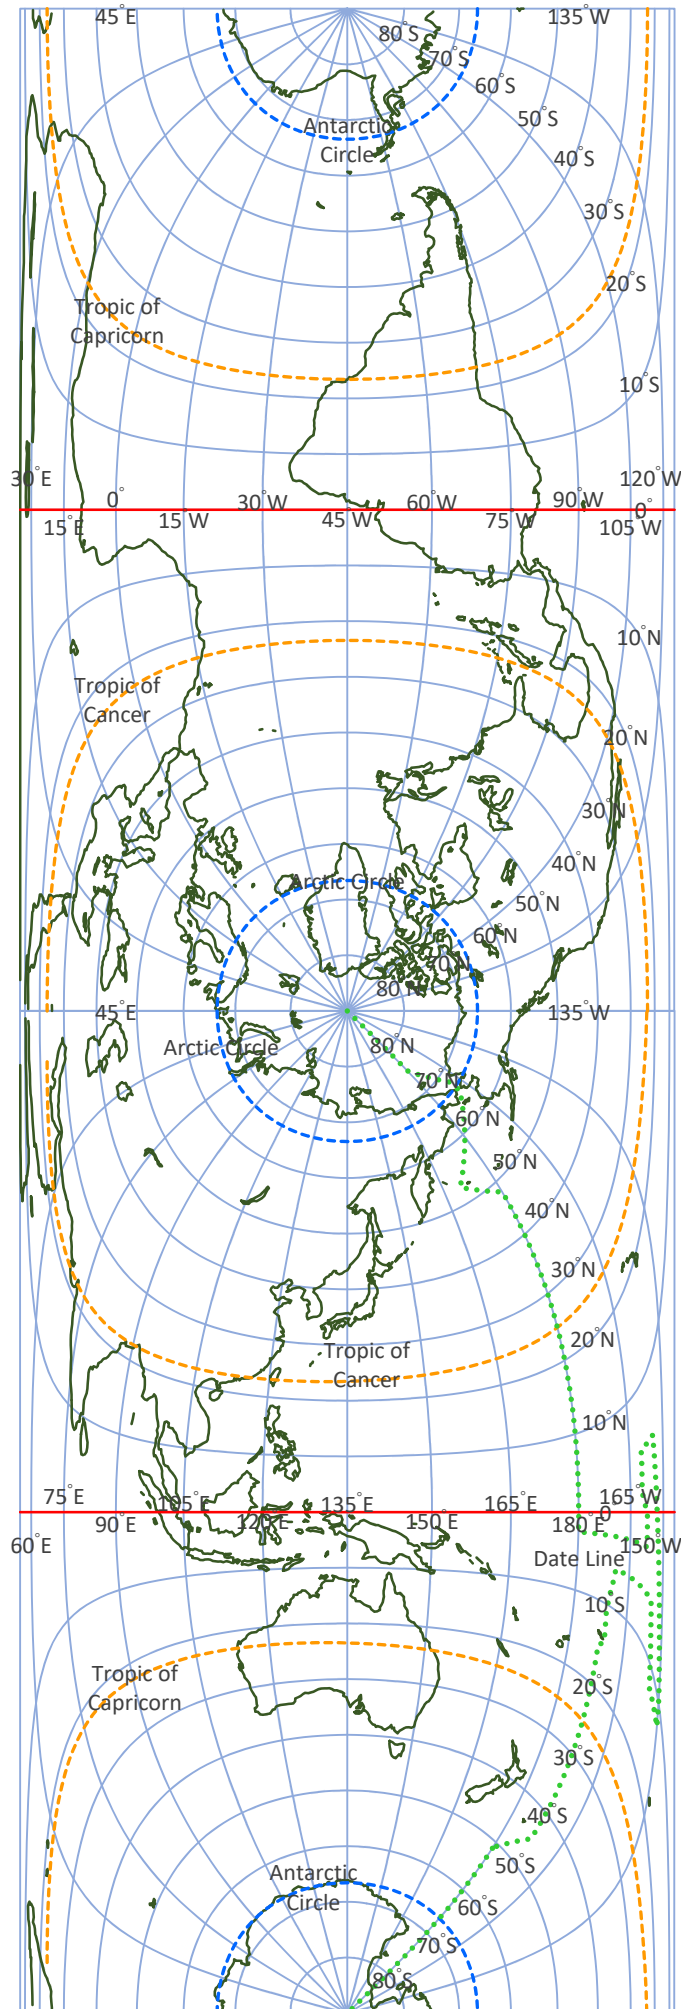 45°E
135°W
80°S
70°S
60°S
50°S
Antarctic
Circle
40°S
30°S
20°S
Tropic of
Capricorn
10°S
30°E
120°W
0°
30°W
60°W
90°W
0°
15°E
15°W
45°W
75°W
105°W
10°N
Tropic of
Cancer
20°N
30°N
40°N
Arctic Circle
50°N
60°N
70°N
80°N
45°E
135°W
Arctic Circle
80°N
70°N
60°N
50°N
40°N
30°N
20°N
Tropic of
Cancer
10°N
75°E
105°E
135°E
165°E
165°W
0°
60°E
90°E
120°E
150°E
180°E
150°W
Date Line
10°S
Tropic of
Capricorn
20°S
30°S
40°S
50°S
Antarctic
Circle
60°S
70°S
80°S